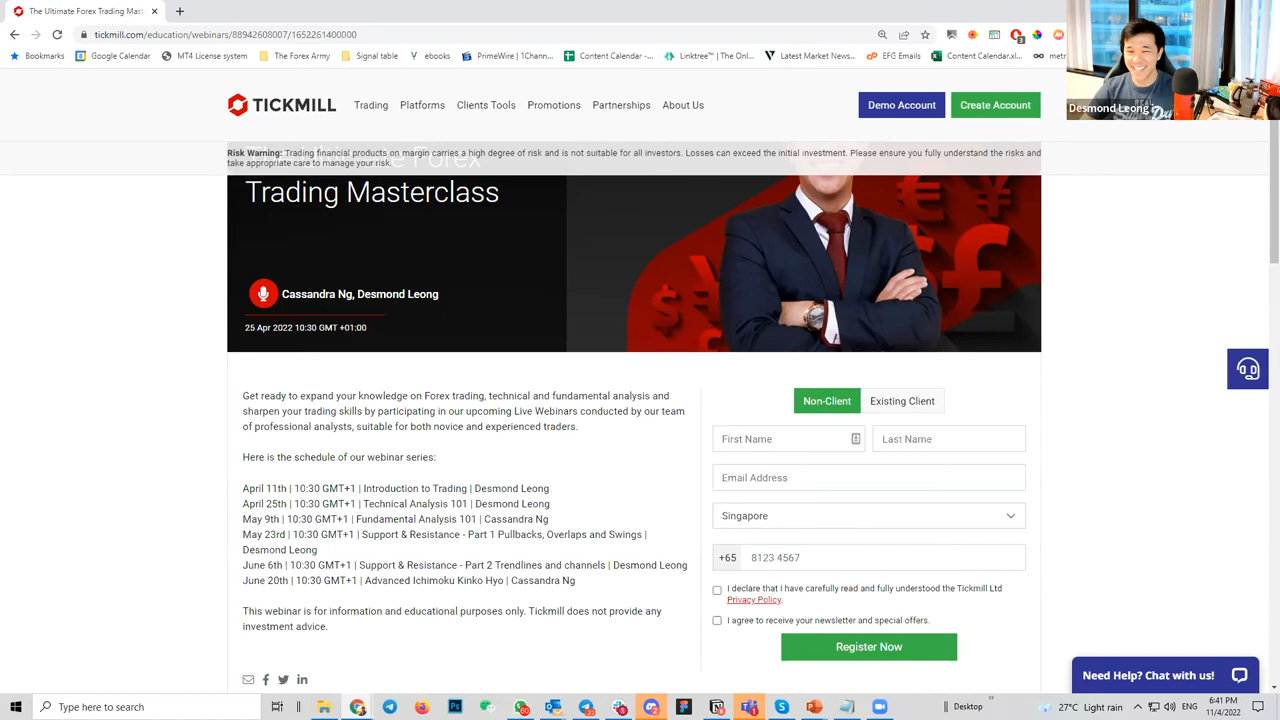 The Ultimate Forex Trading Mast
tickmill.com/education/webinars/88942608007/1652261400000
Bookmarks
Google Calendar
MT4 License system
The Forex Army
Signal table
ebooks
PrimeWire | 1Chann...
Content Calendar -...
Linktree™ | The Onl...
Latest Market News...
EFG Emails
Content Calendar.xl...
metr
Desmond Leong
TICKMILL
Trading
Platforms
Clients Tools
Promotions
Partnerships
About Us
Demo Account
Create Account
Risk Warning: Trading financial products on margin carries a high degree of risk and is not suitable for all investors. Losses can exceed the initial investment. Please ensure you fully understand the risks and
take appropriate care to manage your risk.
Forex
Trading Masterclass
Cassandra Ng, Desmond Leong
25 Apr 2022 10:30 GMT +01:00
Get ready to expand your knowledge on Forex trading, technical and fundamental analysis and
sharpen your trading skills by participating in our upcoming Live Webinars conducted by our team
of professional analysts, suitable for both novice and experienced traders.
Here is the schedule of our webinar series:
April 11th | 10:30 GMT+1 | Introduction to Trading | Desmond Leong
April 25th | 10:30 GMT+1 | Technical Analysis 101 | Desmond Leong
May 9th | 10:30 GMT+1 | Fundamental Analysis 101 | Cassandra Ng
May 23rd | 10:30 GMT+1 | Support & Resistance - Part 1 Pullbacks, Overlaps and Swings |
Desmond Leong
June 6th | 10:30 GMT+1 | Support & Resistance - Part 2 Trendlines and channels | Desmond Leong
June 20th | 10:30 GMT+1 | Advanced Ichimoku Kinko Hyo | Cassandra Ng
This webinar is for information and educational purposes only. Tickmill does not provide any
investment advice.
Non-Client
Existing Client
First Name
Last Name
Email Address
Singapore
+65
8123 4567
I declare that I have carefully read and fully understood the Tickmill Ltd
Privacy Policy.
I agree to receive your newsletter and special offers.
Register Now
Need Help? Chat with us!
Type here to search
Desktop
27°C Light rain
6:41 PM
11/4/2022